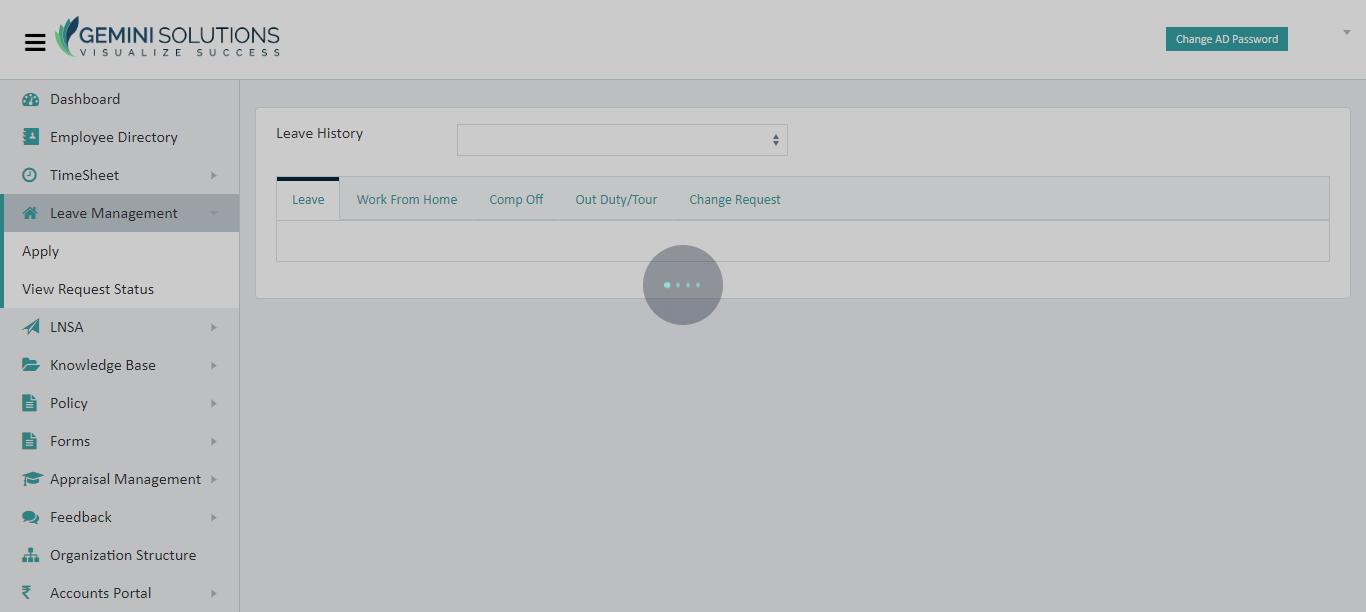 GEMINI SOLUTIONS
VISUALIZE SUCCESS
Change AD Password
Dashboard
Employee Directory
TimeSheet
Leave Management
Apply
View Request Status
LNSA
Knowledge Base
Policy
Forms
Appraisal Management
Feedback
Organization Structure
₹ Accounts Portal
Leave History
Leave Work From Home Comp Off Out Duty/Tour Change Request